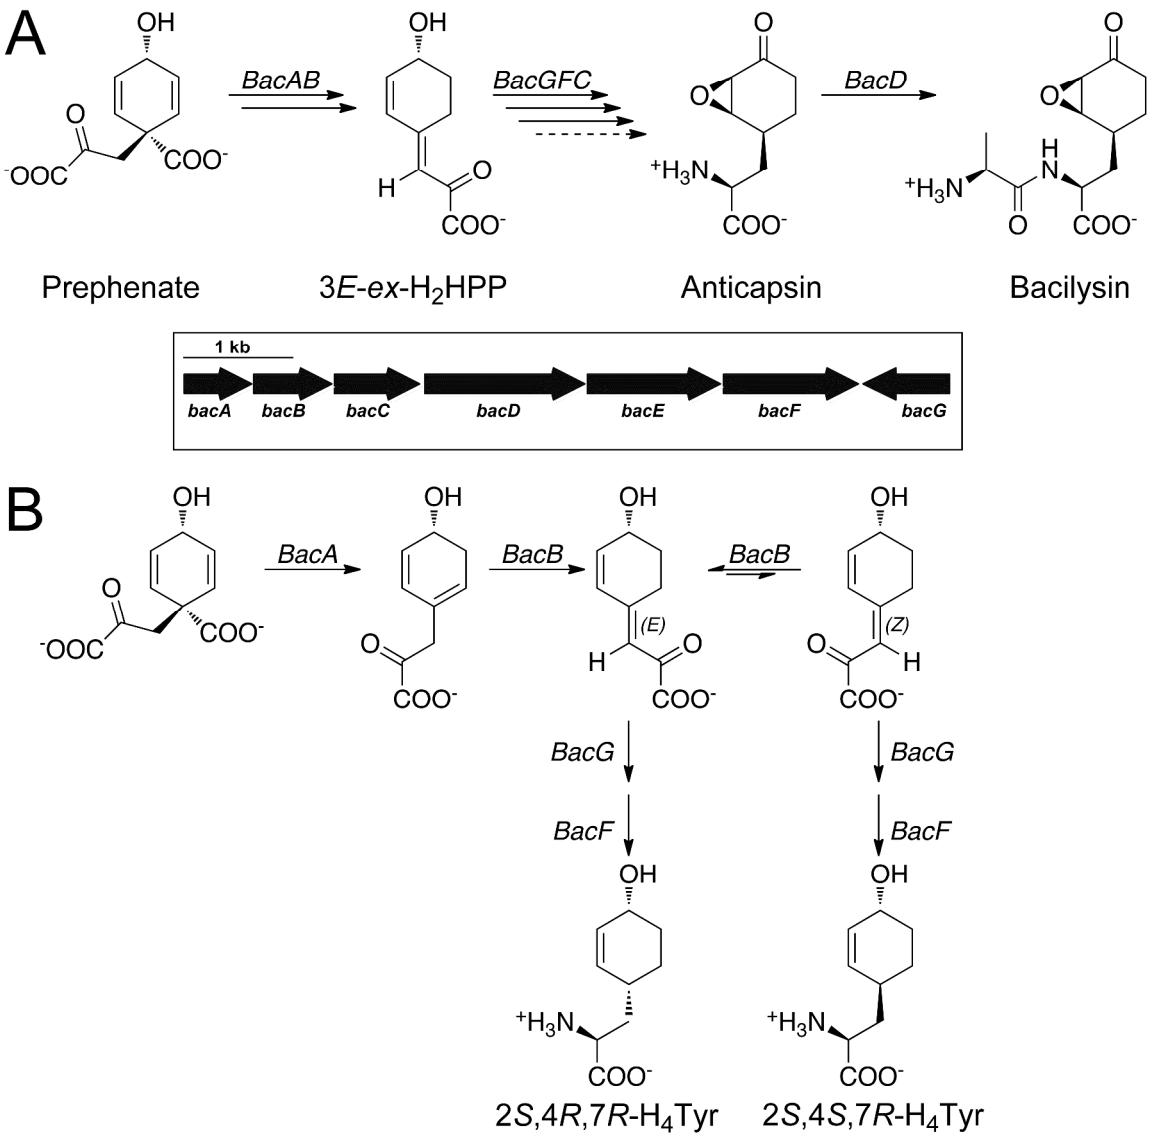 A
OH
O
⁻OOC
COO⁻
BacAB
OH
H
O
COO⁻
BacGFC
O
O
⁺H₃N
COO⁻
BacD
O
O
H
N
⁺H₃N
O
COO⁻
Prephenate
3E-ex-H₂HPP
Anticapsin
Bacilysin
1 kb
bacA
bacB
bacC
bacD
bacE
bacF
bacG
B
OH
O
⁻OOC
COO⁻
BacA
OH
O
COO⁻
BacB
OH
(E)
H
O
COO⁻
BacB
OH
(Z)
O
H
COO⁻
BacG
BacG
BacF
BacF
OH
⁺H₃N
COO⁻
OH
⁺H₃N
COO⁻
2S,4R,7R-H₄Tyr
2S,4S,7R-H₄Tyr